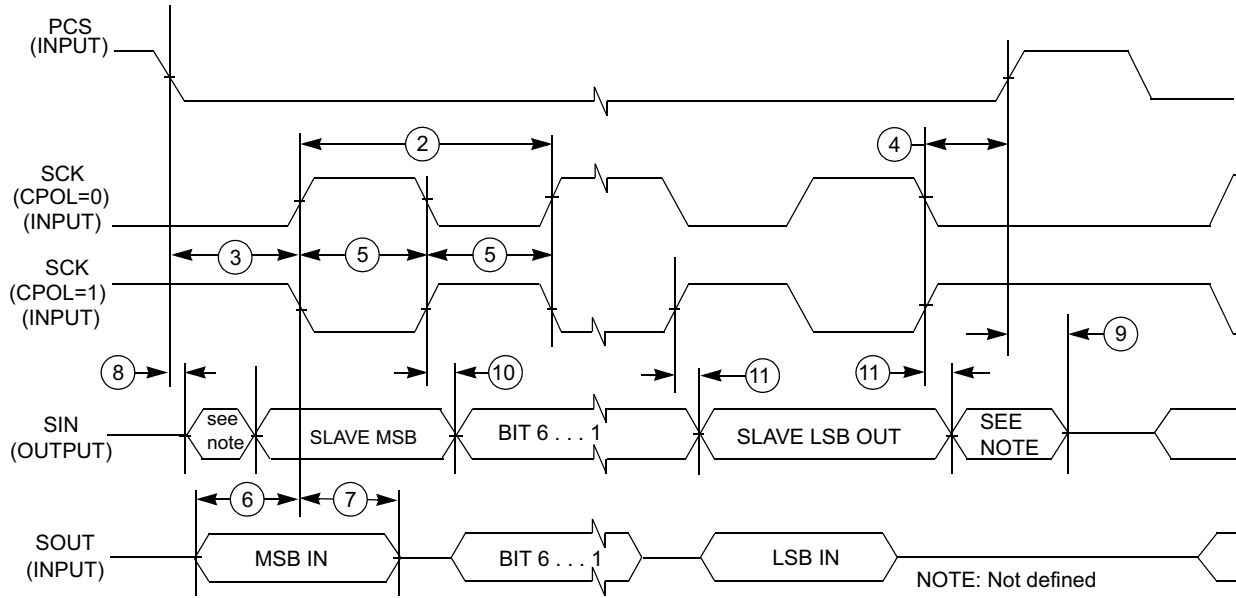 PCS
(INPUT)
2
4
SCK
(CPOL=0)
(INPUT)
3
5
5
SCK
(CPOL=1)
(INPUT)
8
10
11
11
9
SIN
(OUTPUT)
see
note
SLAVE MSB
BIT 6 . . . 1
SLAVE LSB OUT
SEE
NOTE
6
7
SOUT
(INPUT)
MSB IN
BIT 6 . . . 1
LSB IN
NOTE: Not defined